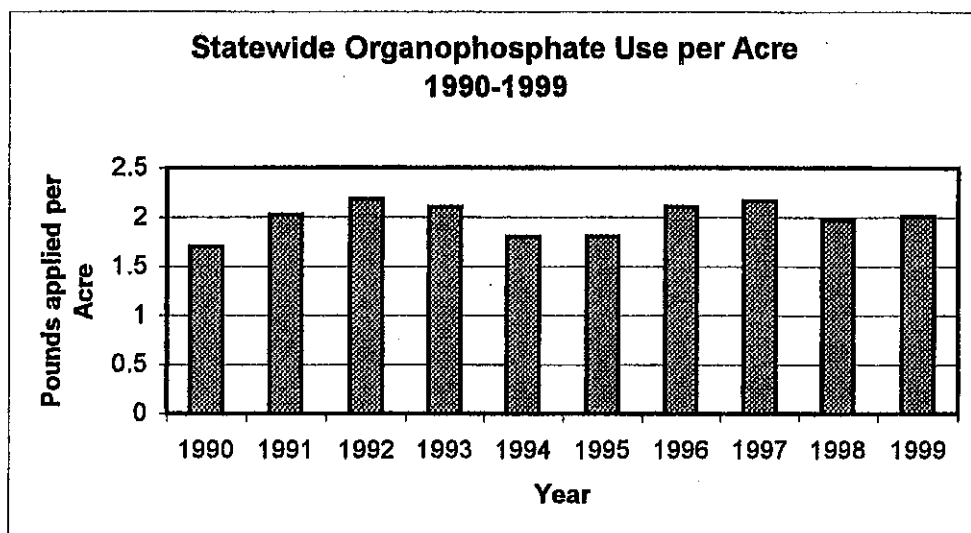 Statewide Organophosphate Use per Acre
1990-1999
Pounds applied per
Acre
2.5
2
1.5
1
0.5
0
1990 1991 1992 1993 1994 1995 1996 1997 1998 1999
Year